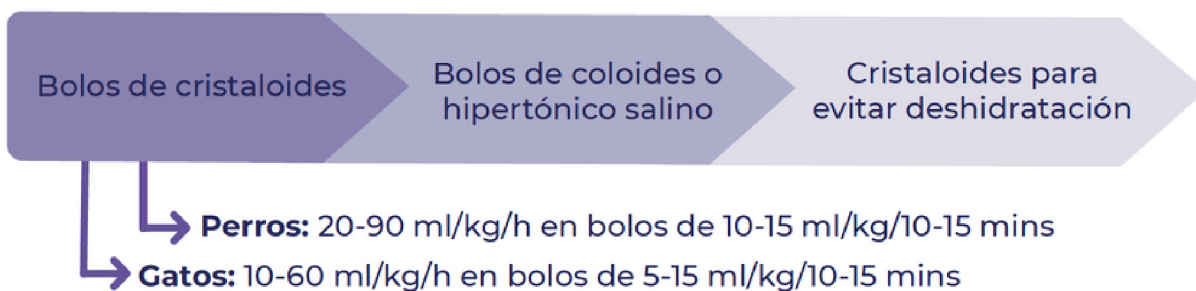 Bolos de cristaloides
Bolos de coloides o
hipertónico salino
Cristaloides para
evitar deshidratación
Perros: 20-90 ml/kg/h en bolos de 10-15 ml/kg/10-15 mins
Gatos: 10-60 ml/kg/h en bolos de 5-15 ml/kg/10-15 mins